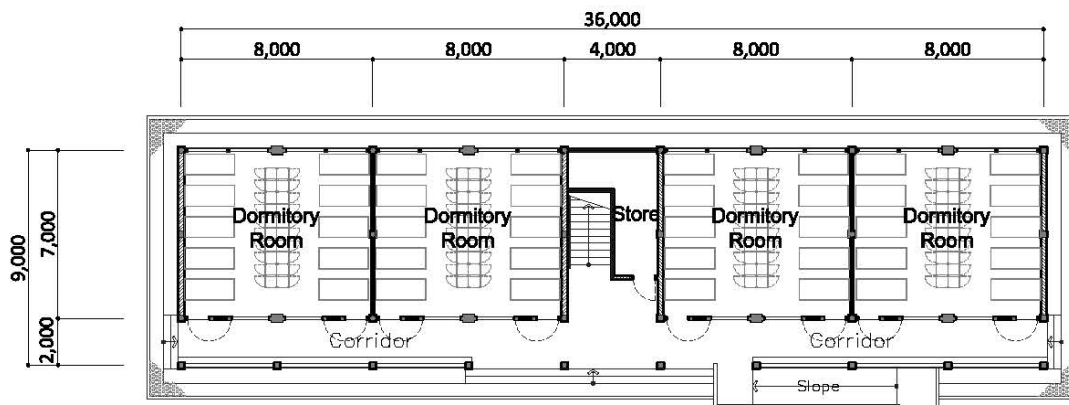 36,000
8,000
8,000
4,000
8,000
8,000
9,000
7,000
2,000
Dormitory
Room
Dormitory
Room
Store
Dormitory
Room
Dormitory
Room
Corridor
Corridor
Slope